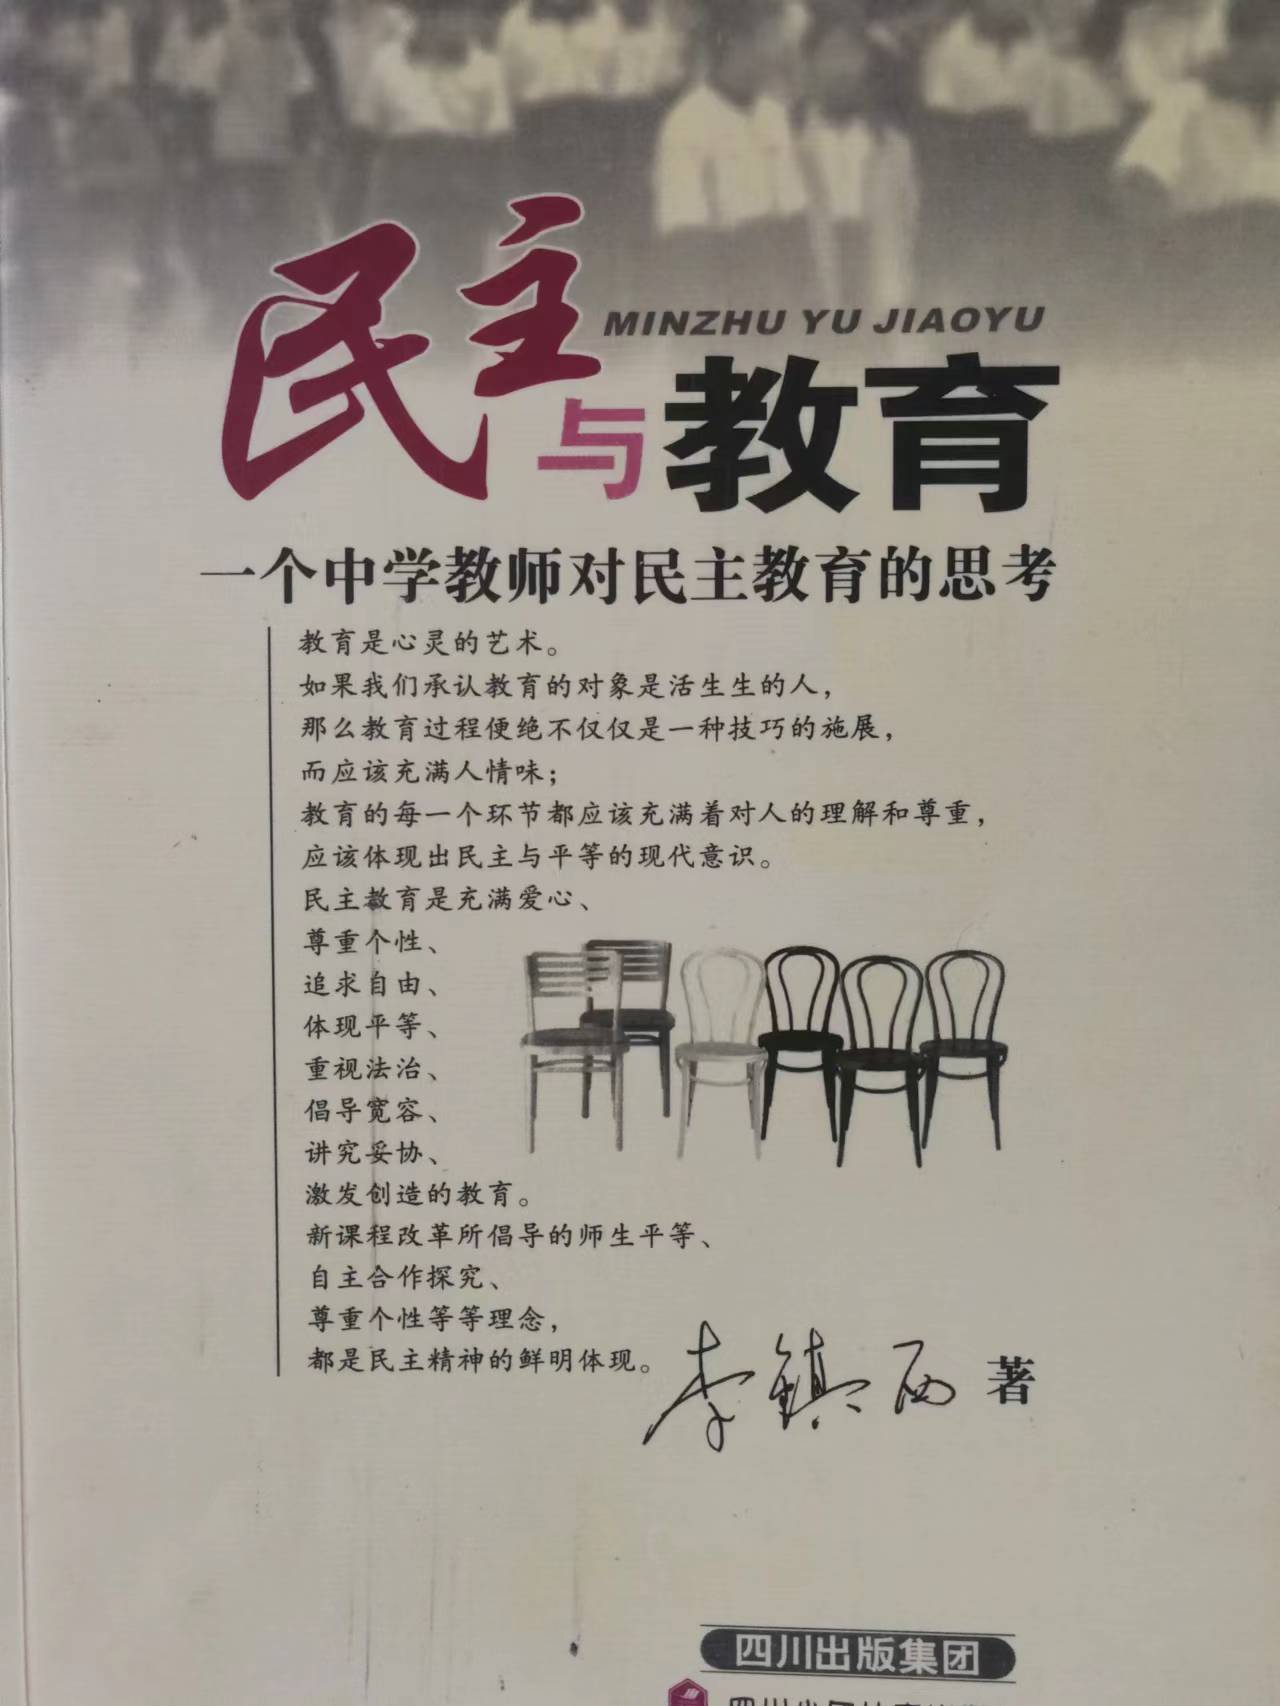 民主
MINZHU YU JIAOYU
与教育
一个中学教师对民主教育的思考
教育是心灵的艺术。
如果我们承认教育的对象是活生生的人，
那么教育过程便绝不仅仅是一种技巧的施展，
而应该充满人情味；
教育的每一个环节都应该充满着对人的理解和尊重，
应该体现出民主与平等的现代意识。
民主教育是充满爱心、
尊重个性、
追求自由、
体现平等、
重视法治、
倡导宽容、
讲究妥协、
激发创造的教育。
新课程改革所倡导的师生平等、
自主合作探究、
尊重个性等等理念，
都是民主精神的鲜明体现。
李镇西 著
四川出版集团